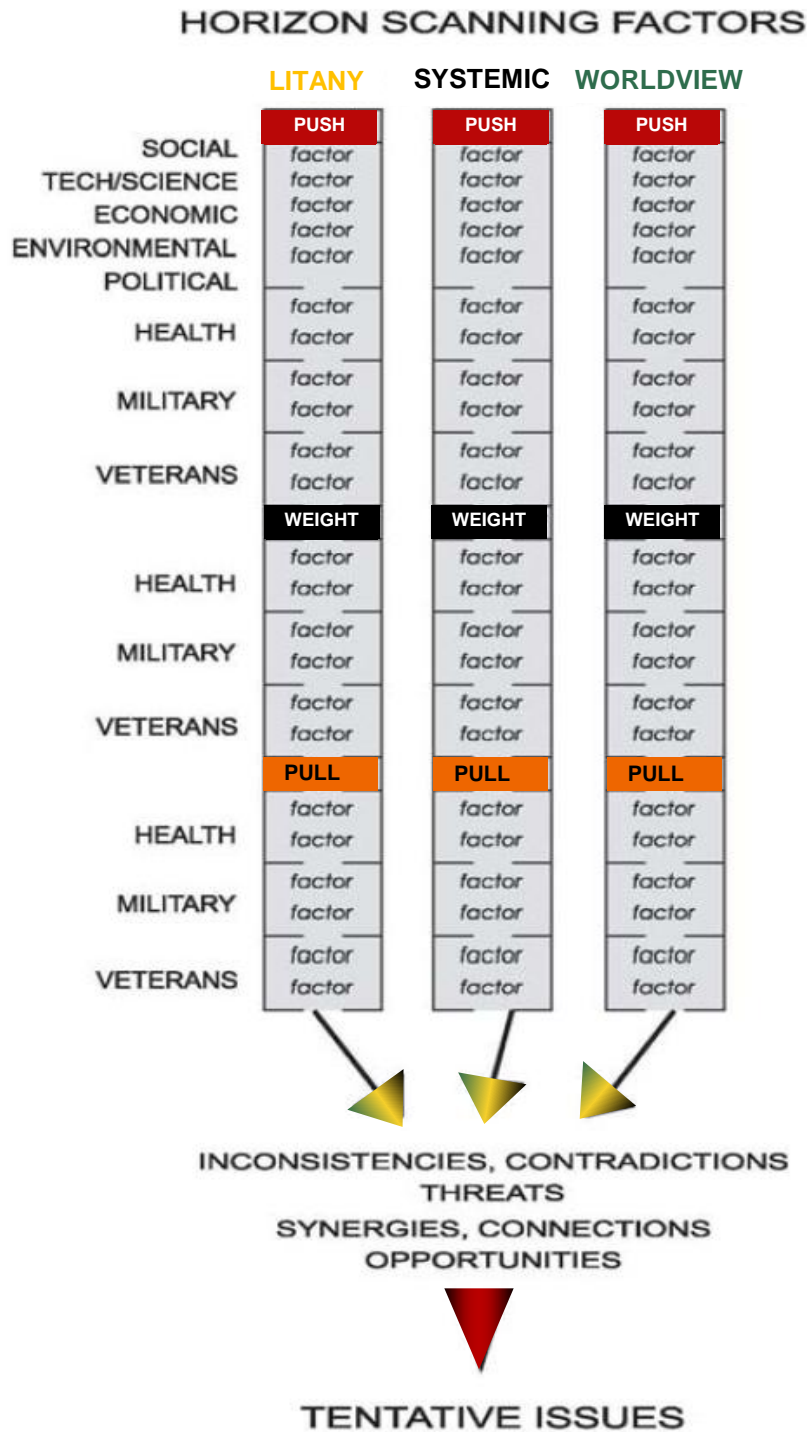 HORIZON SCANNING FACTORS
LITANY SYSTEMIC WORLDVIEW
PUSH PUSH PUSH
SOCIAL factor factor factor
TECH/SCIENCE factor factor factor
ECONOMIC factor factor factor
factor factor factor
ENVIRONMENTAL factor factor factor
POLITICAL
factor factor factor
HEALTH factor factor factor
factor factor factor
MILITARY factor factor factor
factor factor factor
VETERANS factor factor factor
WEIGHT WEIGHT WEIGHT
factor factor factor
HEALTH factor factor factor
factor factor factor
MILITARY factor factor factor
factor factor factor
VETERANS factor factor factor
PULL PULL PULL
factor factor factor
HEALTH factor factor factor
factor factor factor
MILITARY factor factor factor
factor factor factor
VETERANS factor factor factor
INCONSISTENCIES, CONTRADICTIONS
THREATS
SYNERGIES, CONNECTIONS
OPPORTUNITIES
TENTATIVE ISSUES